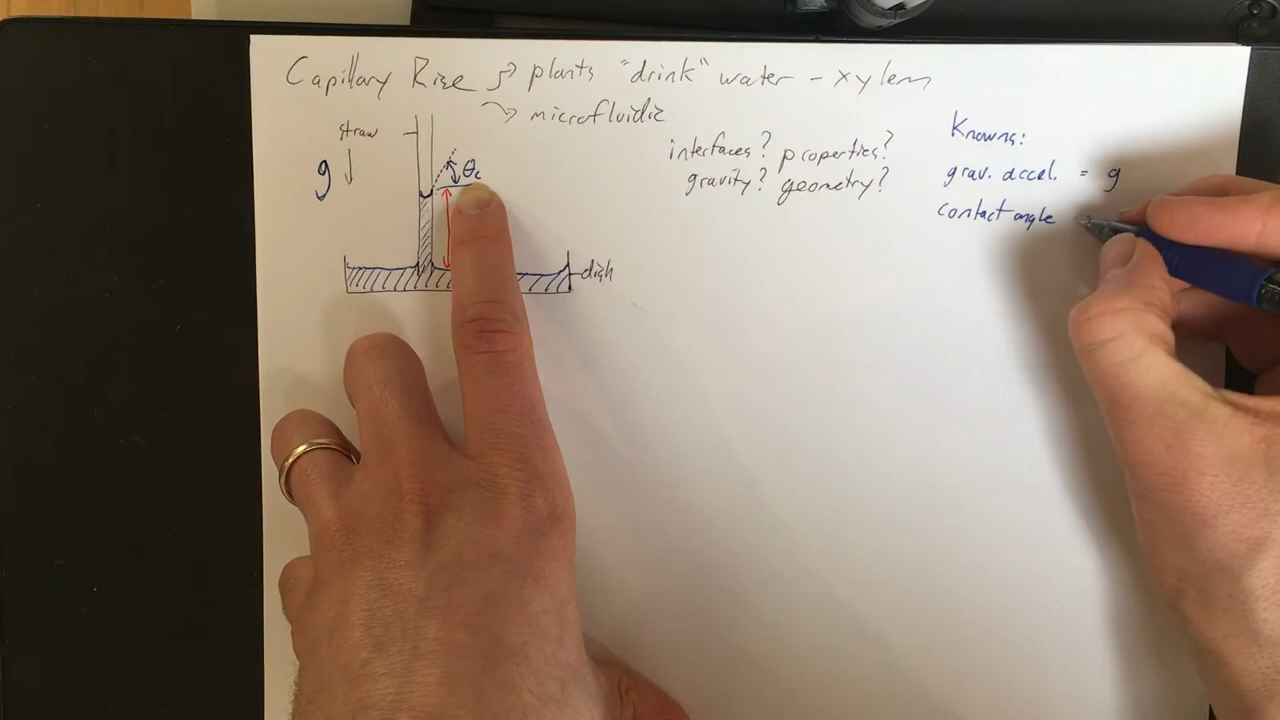 Capillary Rise → plants "drink" water - xylem
→ microfluidic
straw
g
θc
dish
interfaces? properties?
gravity? geometry?
Knowns:
grav. accel. = g
contact angle